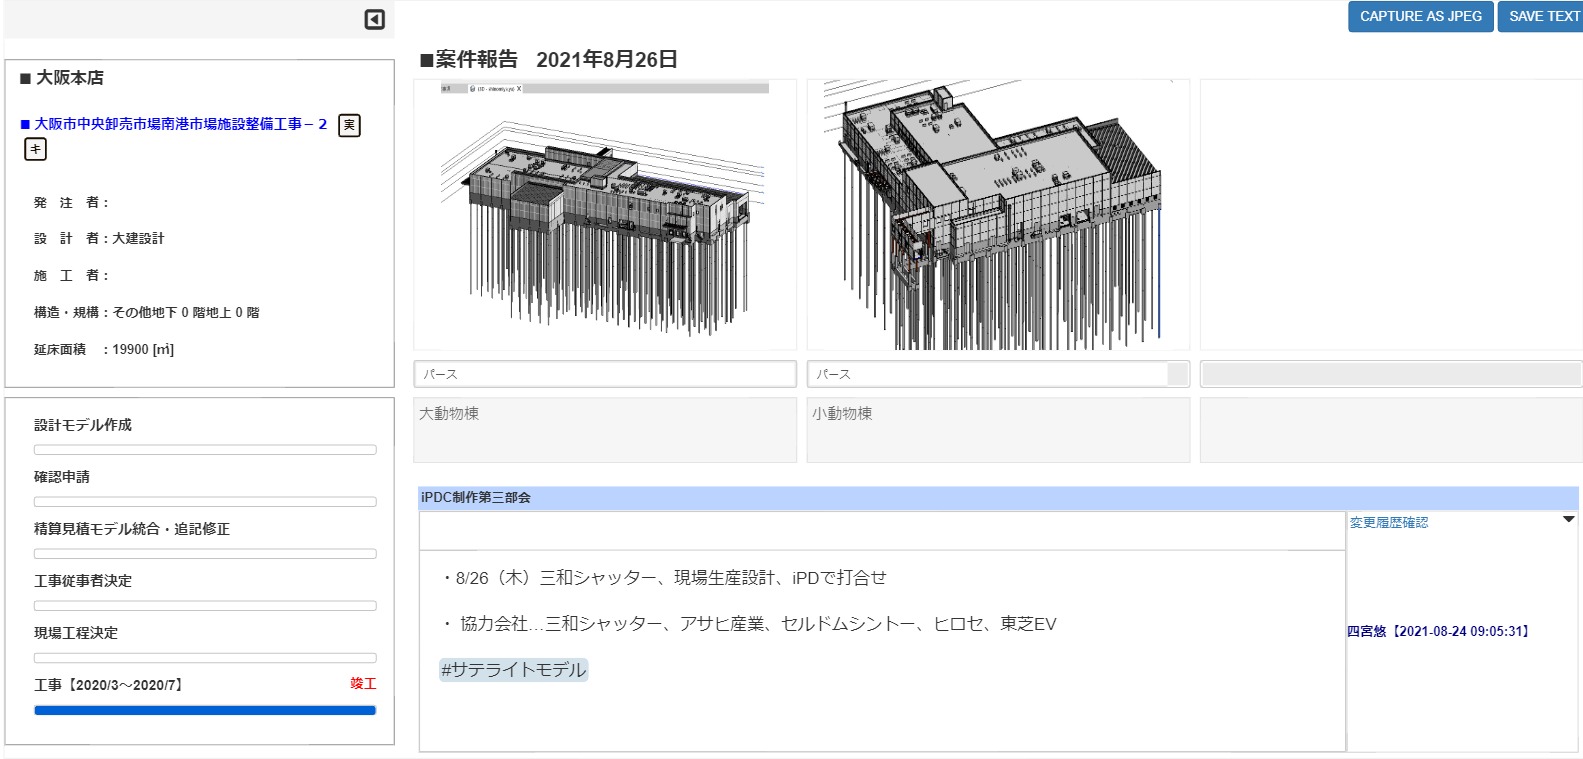 CAPTURE AS JPEG
SAVE TEXT
■ 大阪本店
■ 大阪市中央卸売市場南港市場施設整備工事－２ 実
キ
発　注　者：
設　計　者：大建設計
施　工　者：
構造・規構：その他地下 0 階地上 0 階
延床面積　：19900 [㎡]
設計モデル作成
確認申請
精算見積モデル統合・追記修正
工事従事者決定
現場工程決定
工事【2020/3～2020/7】 竣工
■案件報告　2021年8月26日
パース
パース
大動物棟
小動物棟
iPDC制作第三部会
変更履歴確認
・8/26（木）三和シャッター、現場生産設計、iPDで打合せ
・ 協力会社…三和シャッター、アサヒ産業、セルドムシントー、ヒロセ、東芝EV
#サテライトモデル
四宮悠【2021-08-24 09:05:31】